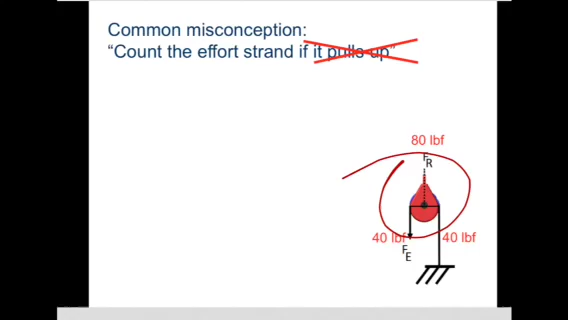 Common misconception:
“Count the effort strand if it pulls up”
80 lbf
FR
40 lbf
40 lbf
FE